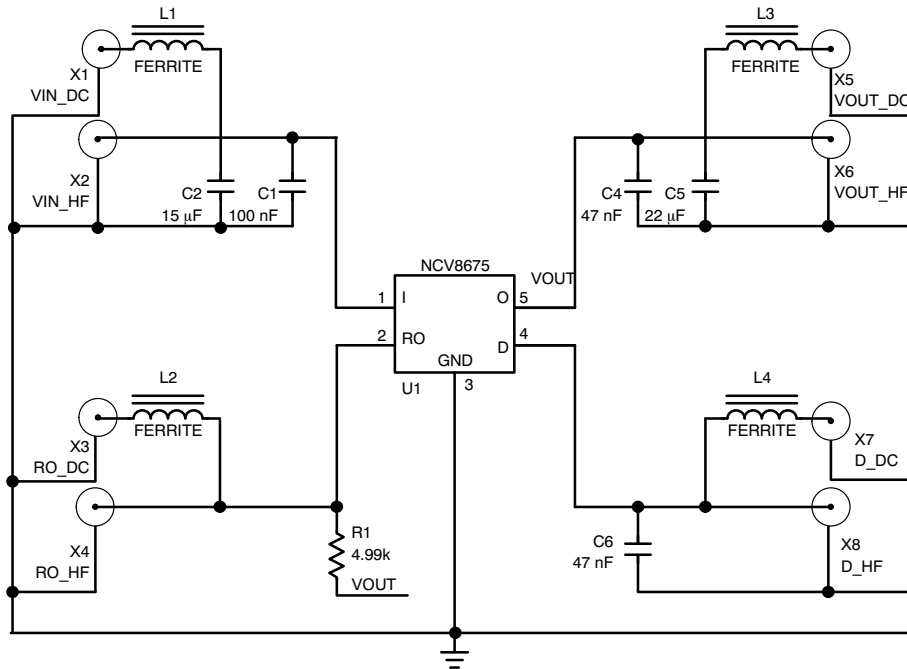 L1
FERRITE
X1
VIN_DC
X2
VIN_HF
C2
15 µF
C1
100 nF
L3
FERRITE
X5
VOUT_DC
X6
VOUT_HF
C4
47 nF
C5
22 µF
NCV8675
VOUT
1
I
O
5
2
RO
D
4
GND
U1
3
L2
FERRITE
X3
RO_DC
X4
RO_HF
R1
4.99k
VOUT
L4
FERRITE
X7
D_DC
C6
47 nF
X8
D_HF